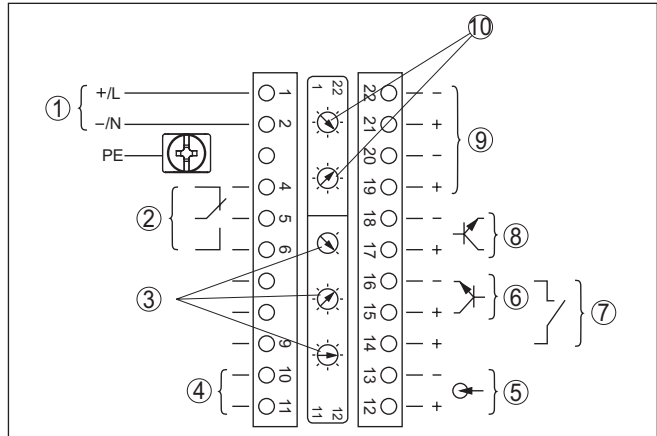 ⑩
1 22
① +/L 1 22 −
−/N 2 21 + ⑨
PE 20 −
4 19 +
② 5 18 − ⑧
6 17 +
③ 16 − ⑥ ⑦
15 +
9 14 +
④ 10 13 − ⑤
11 12 +
11 12